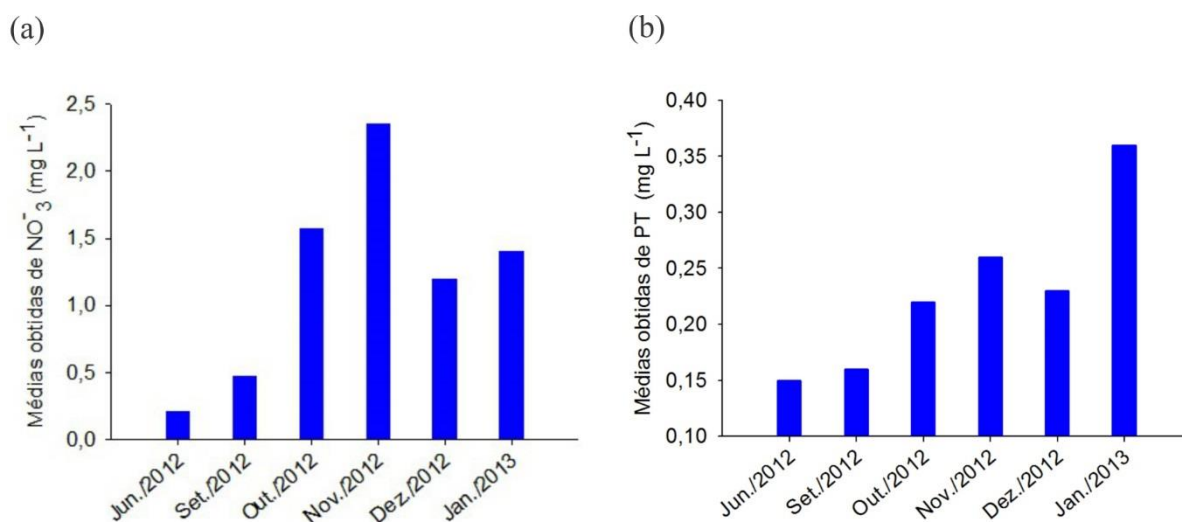 (a)
(b)
Médias obtidas de NO⁻₃ (mg L⁻¹)
2,5
2,0
1,5
1,0
0,5
0,0
Jun./2012
Set./2012
Out./2012
Nov./2012
Dez./2012
Jan./2013
Médias obtidas de PT (mg L⁻¹)
0,40
0,35
0,30
0,25
0,20
0,15
0,10
Jun./2012
Set./2012
Out./2012
Nov./2012
Dez./2012
Jan./2013